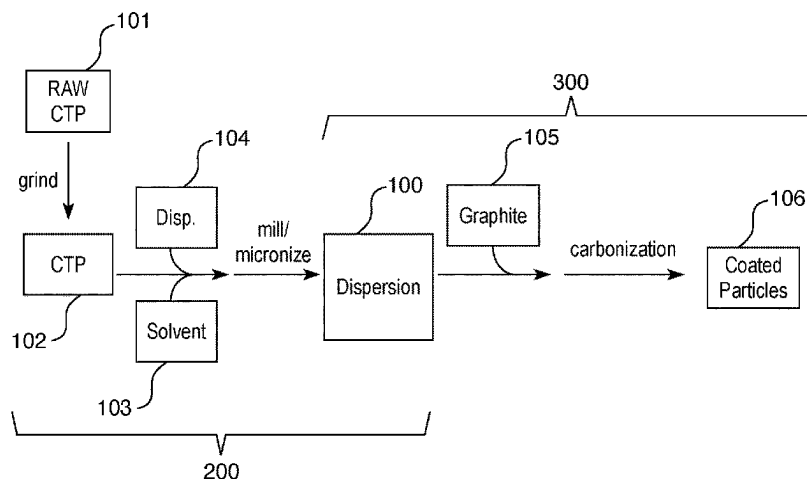 101
RAW
CTP
grind
CTP
102
104
Disp.
Solvent
103
mill/
micronize
200
300
100
Dispersion
105
Graphite
carbonization
106
Coated
Particles